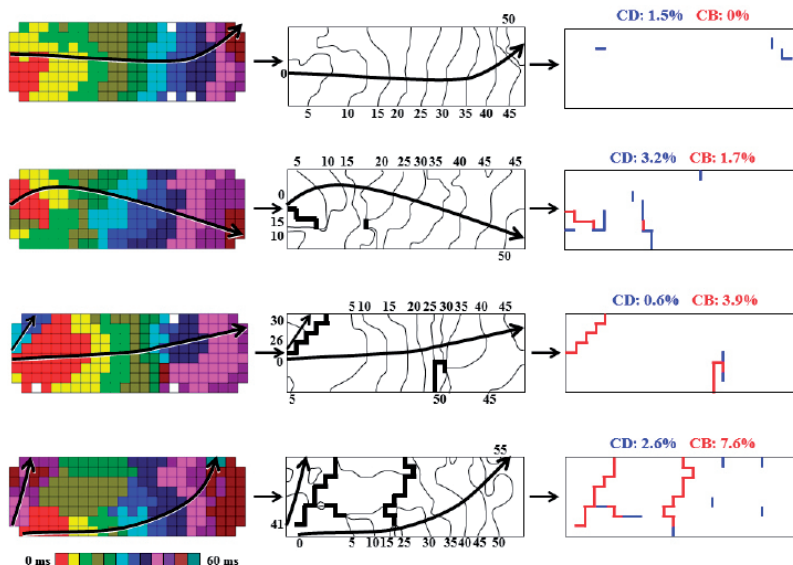 CD: 1.5% CB: 0%
50
0
5 10 15 20 25 30 35 40 45
CD: 3.2% CB: 1.7%
5 10 15 20 25 30 35 40 45
0
15
10
50
CD: 0.6% CB: 3.9%
30 5 10 15 20 25 30 35 40 45
26
0
5 50 45
CD: 2.6% CB: 7.6%
55
41
0 5 10 15 25 30 35 40 45 50
0 ms 60 ms